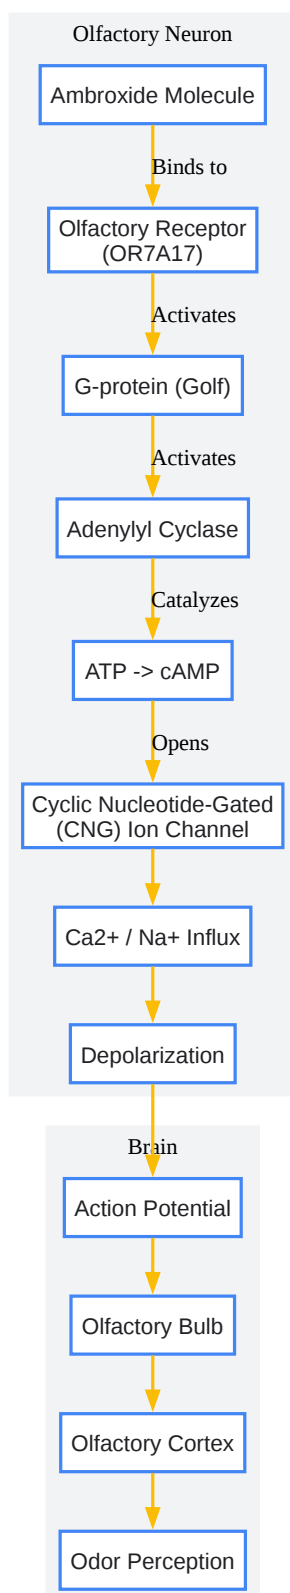 Olfactory Neuron
Ambroxide Molecule
Binds to
Olfactory Receptor
(OR7A17)
Activates
G-protein (Golf)
Activates
Adenylyl Cyclase
Catalyzes
ATP -> cAMP
Opens
Cyclic Nucleotide-Gated
(CNG) Ion Channel
Ca2+ / Na+ Influx
Depolarization
Brain
Action Potential
Olfactory Bulb
Olfactory Cortex
Odor Perception